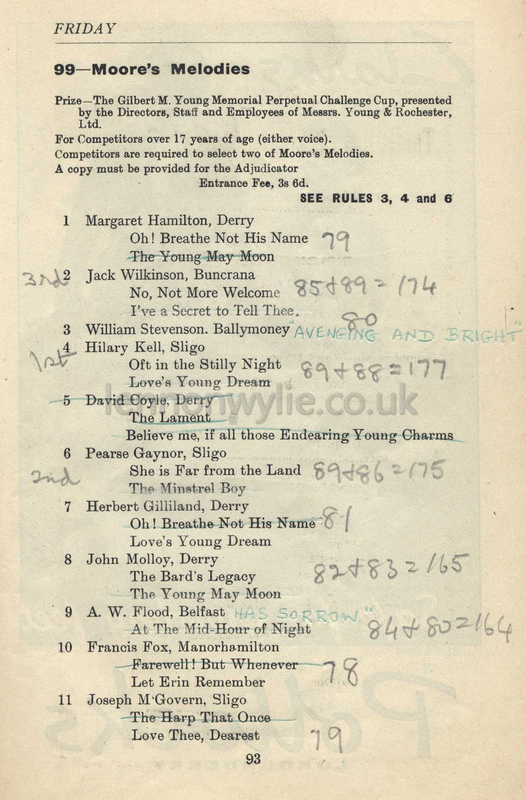 FRIDAY
99—Moore's Melodies
Prize—The Gilbert M. Young Memorial Perpetual Challenge Cup, presented
by the Directors, Staff and Employees of Messrs. Young & Rochester,
Ltd.
For Competitors over 17 years of age (either voice).
Competitors are required to select two of Moore's Melodies.
A copy must be provided for the Adjudicator
Entrance Fee, 3s 6d.
SEE RULES 3, 4 and 6
1 Margaret Hamilton, Derry
Oh! Breathe Not His Name 79
The Young May Moon
3rd 2 Jack Wilkinson, Buncrana
No, Not More Welcome 85+89=174
I've a Secret to Tell Thee. 80
3 William Stevenson. Ballymoney "AVENGING AND BRIGHT"
1st 4 Hilary Kell, Sligo
Oft in the Stilly Night 89+88=177
Love's Young Dream
5 David Coyle, Derry
The Lament
Believe me, if all those Endearing Young Charms
lennonwylie.co.uk
6 Pearse Gaynor, Sligo
2nd She is Far from the Land 89+86=175
The Minstrel Boy
7 Herbert Gilliland, Derry
Oh! Breathe Not His Name 81
Love's Young Dream
8 John Molloy, Derry
The Bard's Legacy 82+83=165
The Young May Moon
9 A. W. Flood, Belfast "HAS SORROW"
At The Mid-Hour of Night 84+80=164
10 Francis Fox, Manorhamilton
Farewell! But Whenever 78
Let Erin Remember
11 Joseph M'Govern, Sligo
The Harp That Once
Love Thee, Dearest 79
93